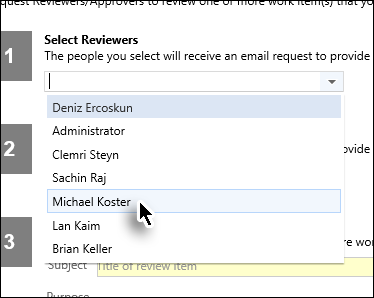 quest Reviewers/Approvers to review one or more work item(s) that yo
1
Select Reviewers
The people you select will receive an email request to provide
Deniz Ercoskun
Administrator
2
Clemri Steyn
ovide
Sachin Raj
Michael Koster
Lan Kaim
3
re wo
Brian Keller
Subject
Title of review item
Purpose